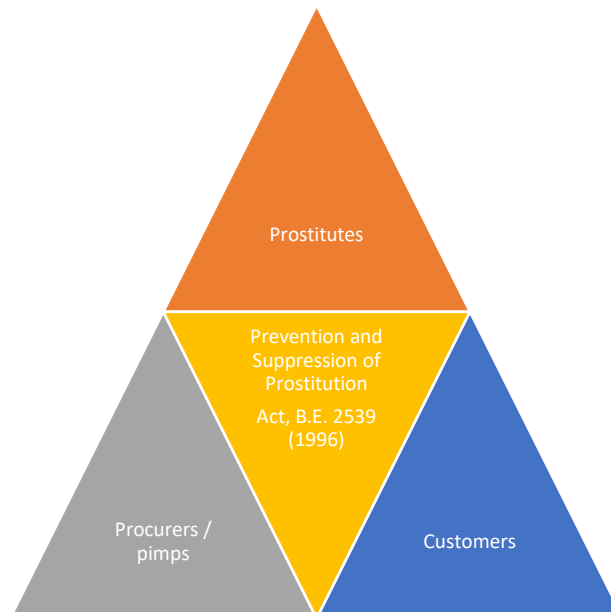 Prostitutes
Prevention and
Suppression of
Prostitution
Act, B.E. 2539
(1996)
Procurers /
pimps
Customers